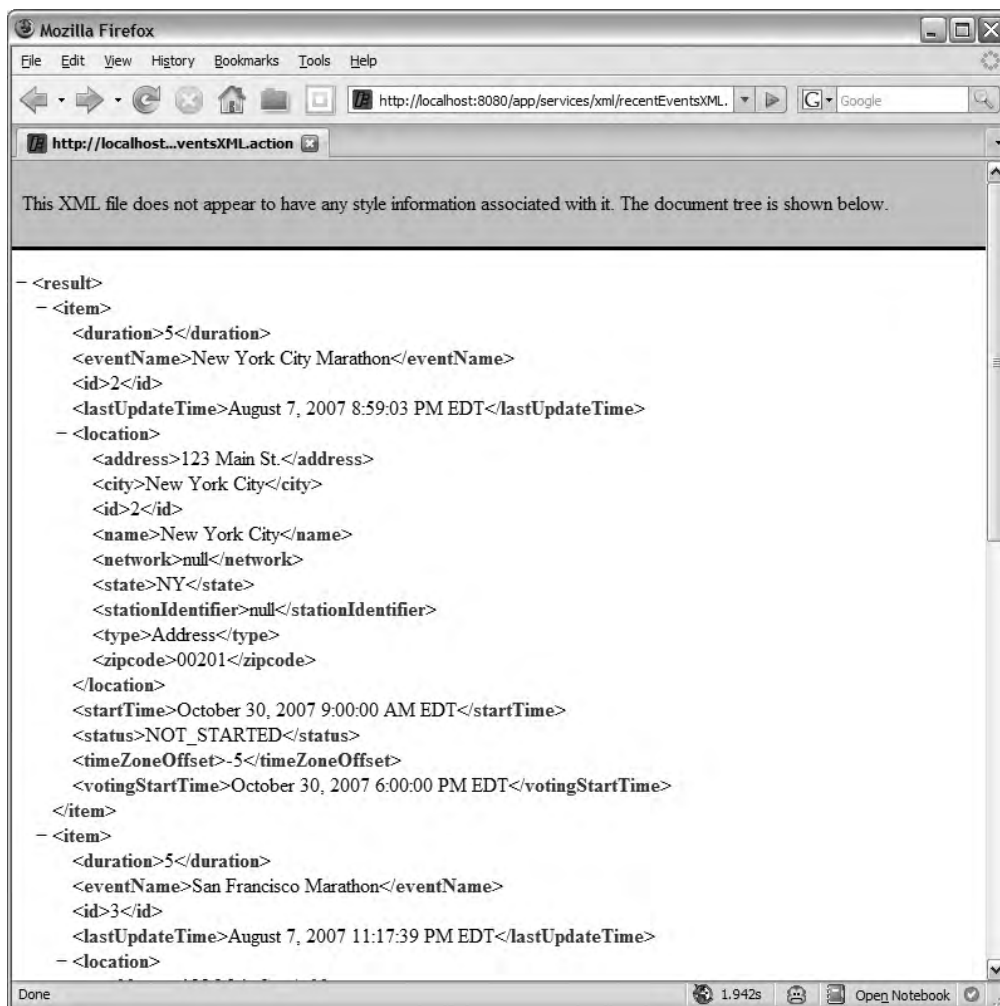 Mozilla Firefox
File Edit View History Bookmarks Tools Help
http://localhost:8080/app/services/xml/recentEventsXML. G Google
http://localhost...ventsXML.action
This XML file does not appear to have any style information associated with it. The document tree is shown below.
− <result>
− <item>
<duration>5</duration>
<eventName>New York City Marathon</eventName>
<id>2</id>
<lastUpdateTime>August 7, 2007 8:59:03 PM EDT</lastUpdateTime>
− <location>
<address>123 Main St.</address>
<city>New York City</city>
<id>2</id>
<name>New York City</name>
<network>null</network>
<state>NY</state>
<stationIdentifier>null</stationIdentifier>
<type>Address</type>
<zipcode>00201</zipcode>
</location>
<startTime>October 30, 2007 9:00:00 AM EDT</startTime>
<status>NOT_STARTED</status>
<timeZoneOffset>-5</timeZoneOffset>
<votingStartTime>October 30, 2007 6:00:00 PM EDT</votingStartTime>
</item>
− <item>
<duration>5</duration>
<eventName>San Francisco Marathon</eventName>
<id>3</id>
<lastUpdateTime>August 7, 2007 11:17:39 PM EDT</lastUpdateTime>
− <location>
Done 1.942s Open Notebook